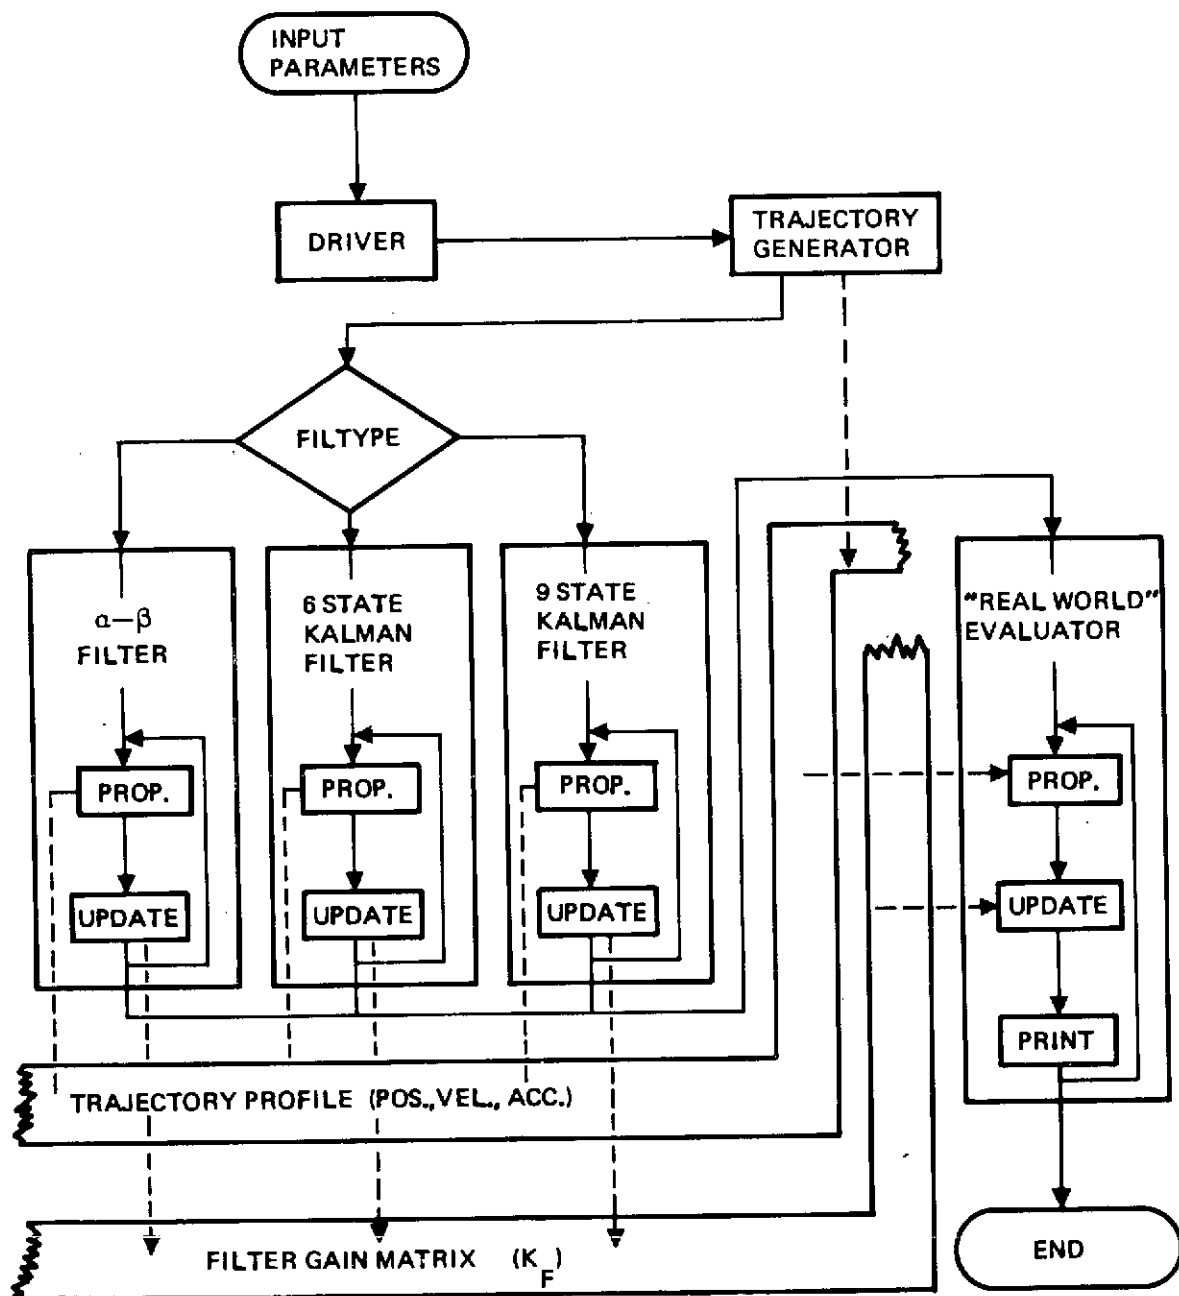 INPUT
PARAMETERS
DRIVER
TRAJECTORY
GENERATOR
FILTYPE
α–β
FILTER
PROP.
UPDATE
6 STATE
KALMAN
FILTER
PROP.
UPDATE
9 STATE
KALMAN
FILTER
PROP.
UPDATE
"REAL WORLD"
EVALUATOR
PROP.
UPDATE
PRINT
TRAJECTORY PROFILE (POS.,VEL., ACC.)
FILTER GAIN MATRIX (K_F)
END